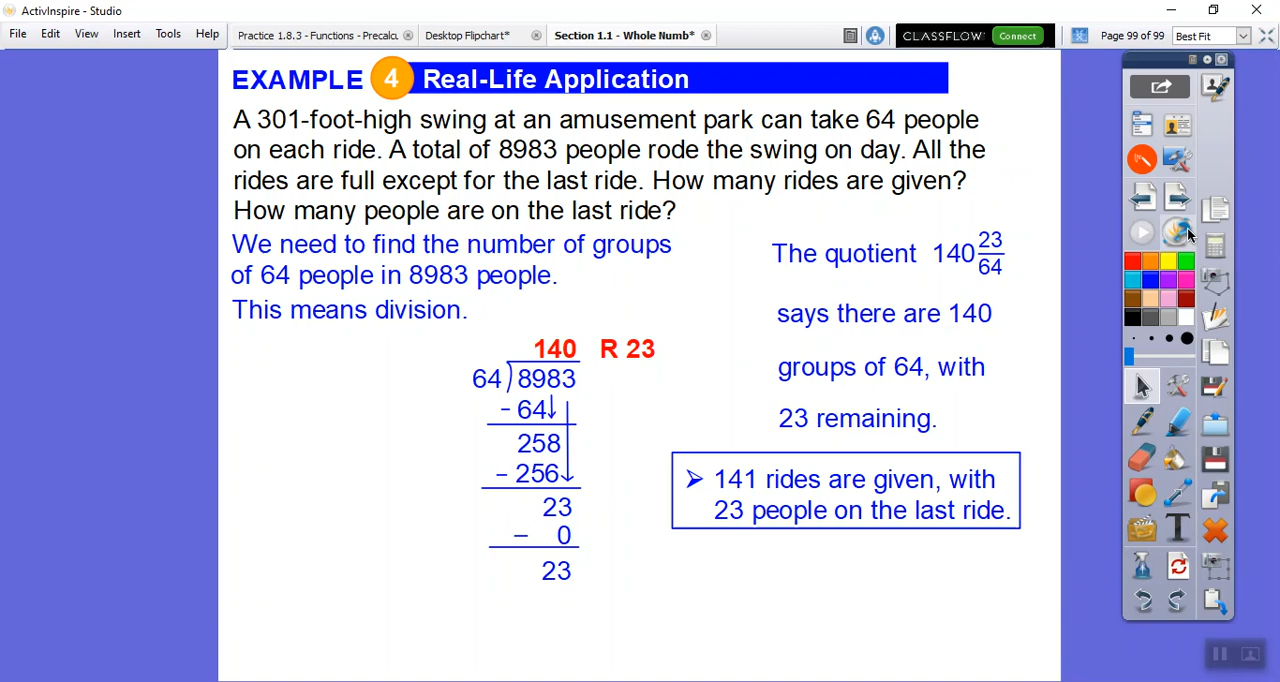 ActivInspire - Studio
File Edit View Insert Tools Help
Practice 1.8.3 - Functions - Precalc
Desktop Flipchart*
Section 1.1 - Whole Numb*
CLASSFLOW Connect
Page 99 of 99
Best Fit
EXAMPLE 4 Real-Life Application
A 301-foot-high swing at an amusement park can take 64 people
on each ride. A total of 8983 people rode the swing on day. All the
rides are full except for the last ride. How many rides are given?
How many people are on the last ride?
We need to find the number of groups
of 64 people in 8983 people.
This means division.
140 R 23
64 8983
- 64
258
- 256
23
- 0
23
The quotient 140 23/64
says there are 140
groups of 64, with
23 remaining.
➢ 141 rides are given, with
23 people on the last ride.
T